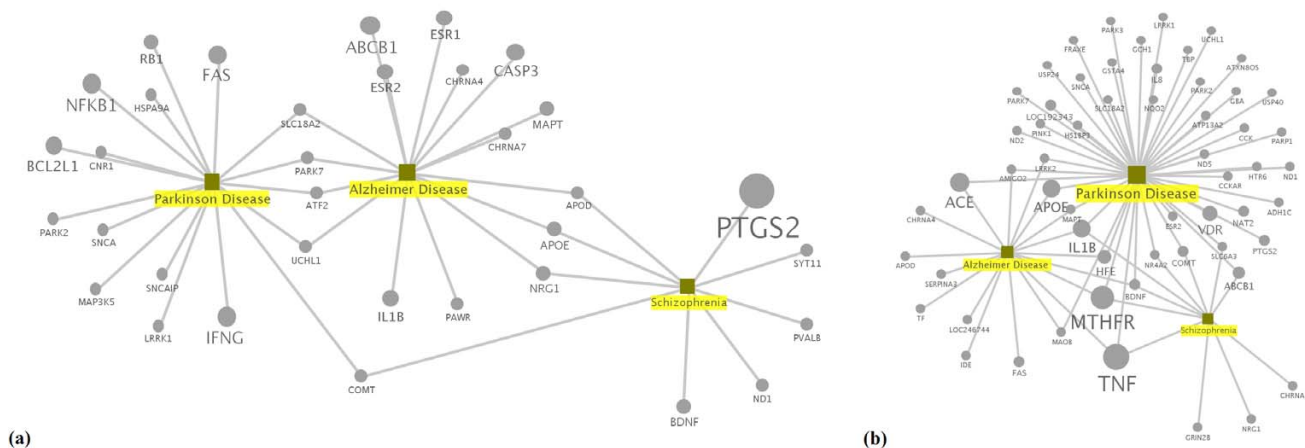 RB1
FAS
NFKB1
HSPA9A
BCL2L1
CNR1
SLC18A2
PARK7
ATF2
Parkinson Disease
PARK2
SNCA
UCHL1
SNCAIP
MAP3K5
LRRK1
IFNG
COMT
ABCB1
ESR1
ESR2
CHRNA4
CASP3
MAPT
CHRNA7
Alzheimer Disease
APOD
APOE
NRG1
IL1B
PAWR
PTGS2
SYT11
Schizophrenia
PVALB
ND1
BDNF
(a)
PARK3
LRRK1
FRAXE
GCH1
UCHL1
TBP
USP24
GSTA4
IL8
ATXN8OS
SNCA
PARK2
GBA
PARK7
SLC18A2
NQO2
USP40
LOC192343
ATP13A2
PINK1
ND2
CCK
PARP1
LRRK2
ND5
AMIGO2
CCKAR
HTR6
ND1
Parkinson Disease
ACE
APOE
CHRNA4
MAPT
ESR2
VDR
NAT2
ADH1C
IL1B
PTGS2
APOD
Alzheimer Disease
HFE
NR4A2
COMT
SLC6A3
SERPINA3
BDNF
ABCB1
TF
LOC246744
MTHFR
MAOB
Schizophrenia
IDE
FAS
TNF
CHRNA
GRIN2B
NRG1
(b)